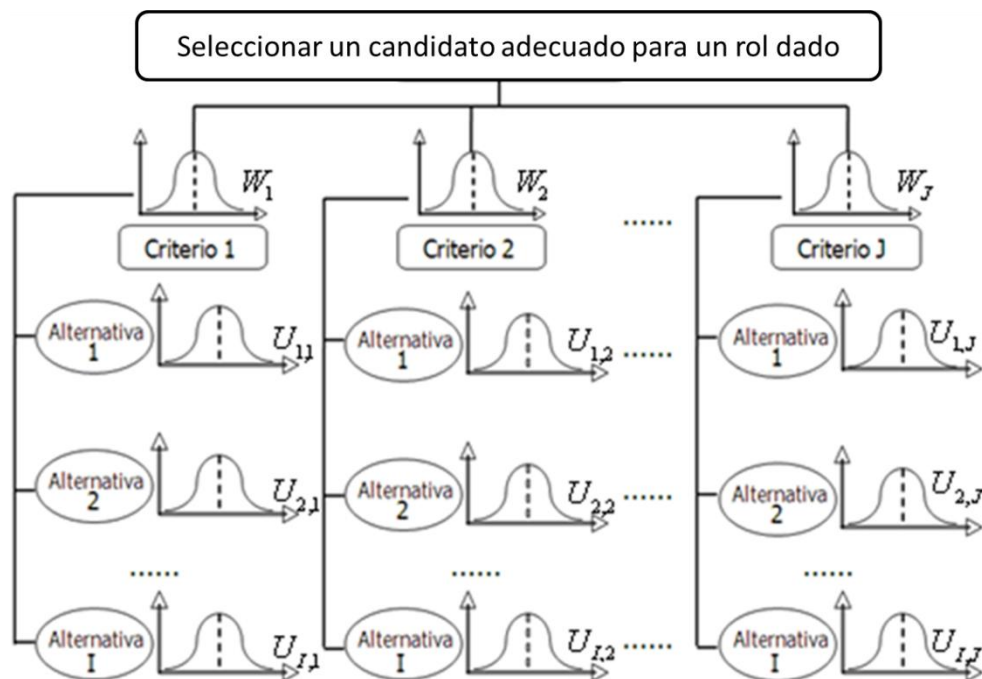 Seleccionar un candidato adecuado para un rol dado
W1 W2 WJ
......
Criterio 1 Criterio 2 Criterio J
Alternativa
1
U1,1
Alternativa
1
U1,2
......
Alternativa
1
U1,J
Alternativa
2
U2,1
Alternativa
2
U2,2
......
Alternativa
2
U2,J
...... ...... ......
Alternativa
I
UI,1
Alternativa
I
UI,2
......
Alternativa
I
UI,J